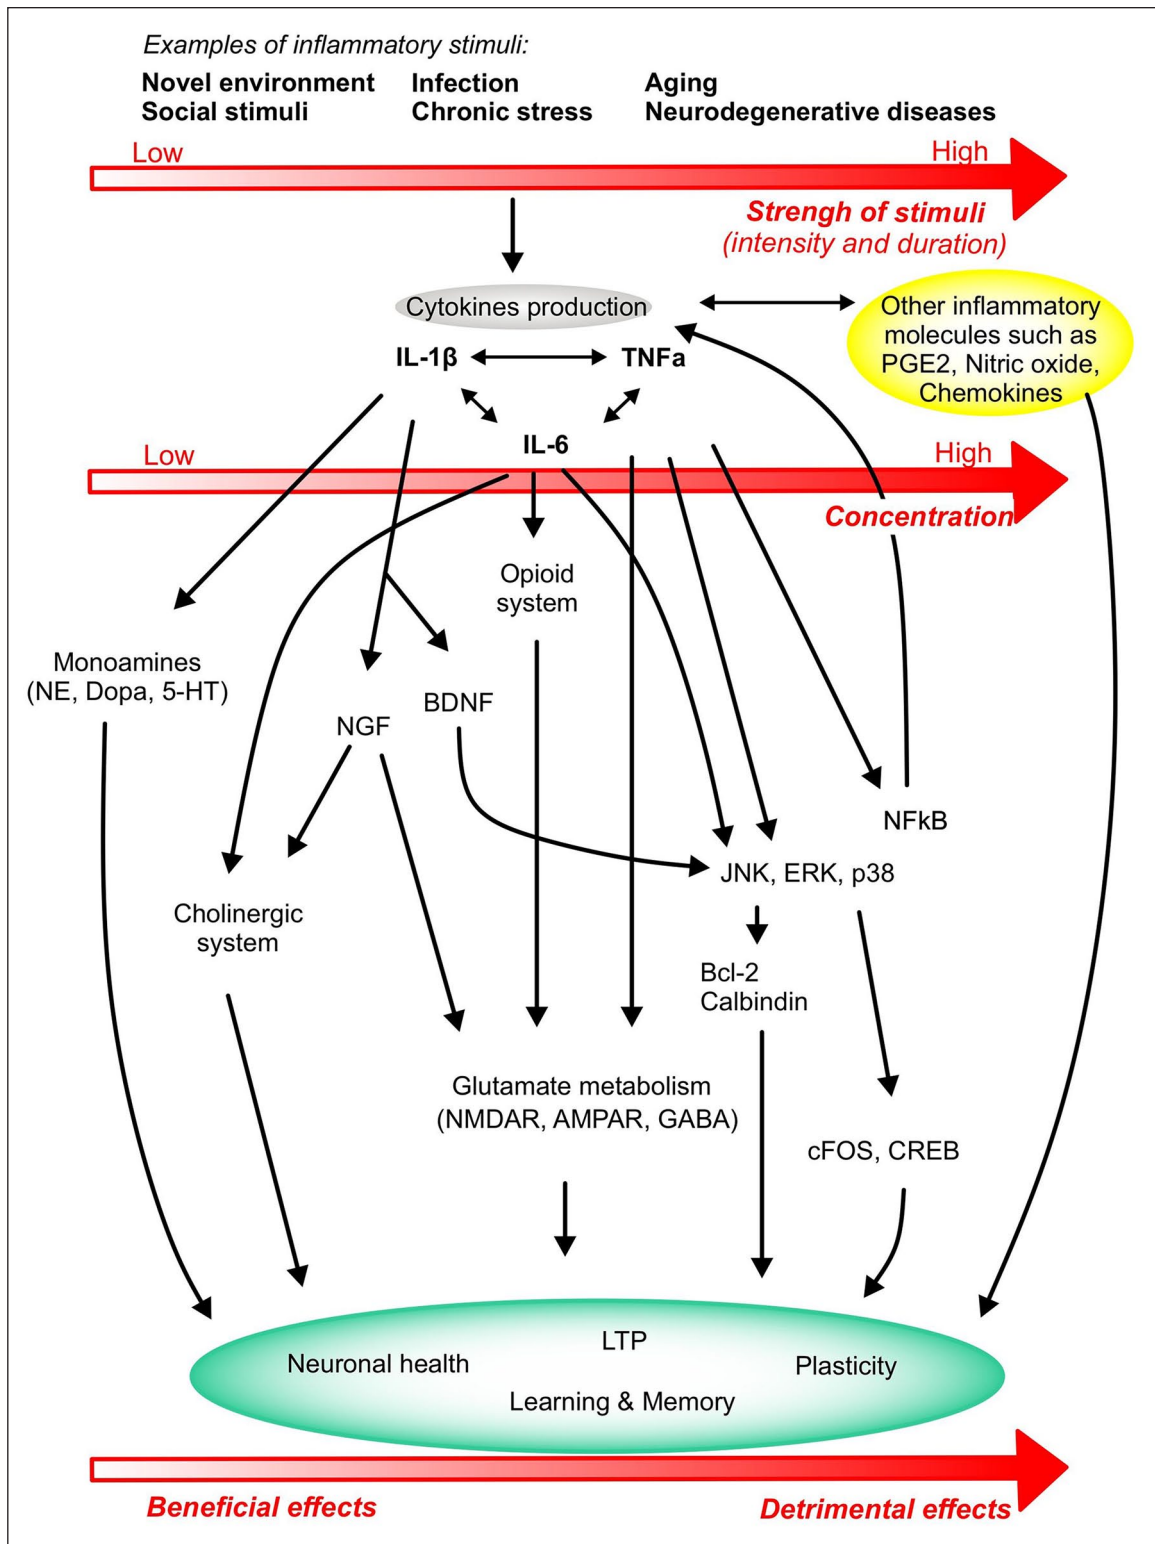 Examples of inflammatory stimuli:
Novel environment
Social stimuli
Infection
Chronic stress
Aging
Neurodegenerative diseases
Low
High
Strengh of stimuli
(intensity and duration)
Cytokines production
Other inflammatory
molecules such as
PGE2, Nitric oxide,
Chemokines
IL-1β
TNFa
IL-6
Low
High
Concentration
Opioid
system
Monoamines
(NE, Dopa, 5-HT)
BDNF
NGF
NFkB
JNK, ERK, p38
Cholinergic
system
Bcl-2
Calbindin
Glutamate metabolism
(NMDAR, AMPAR, GABA)
cFOS, CREB
LTP
Neuronal health
Plasticity
Learning & Memory
Beneficial effects
Detrimental effects